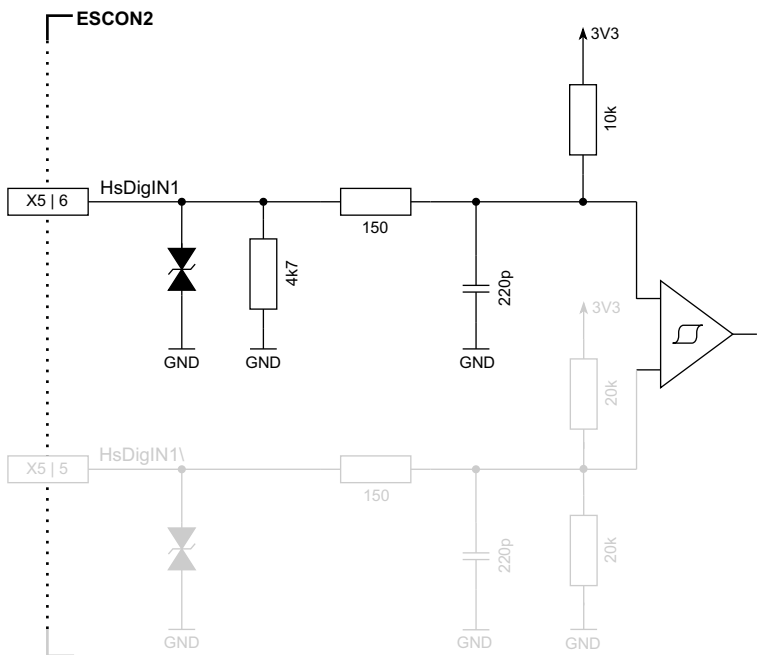 ESCON2
3V3
10k
HsDigIN1
X5 | 6
150
4k7
220p
GND
GND
GND
3V3
20k
HsDigIN1\
X5 | 5
150
220p
20k
GND
GND
GND